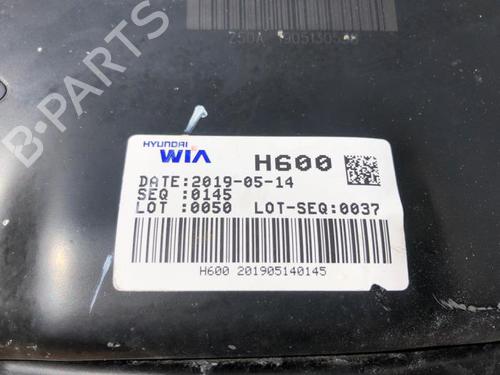 B-PARTS
HYUNDAI
WIA H600
DATE:2019-05-14
SEQ :0145
LOT :0050 LOT-SEQ:0037
H600 201905140145